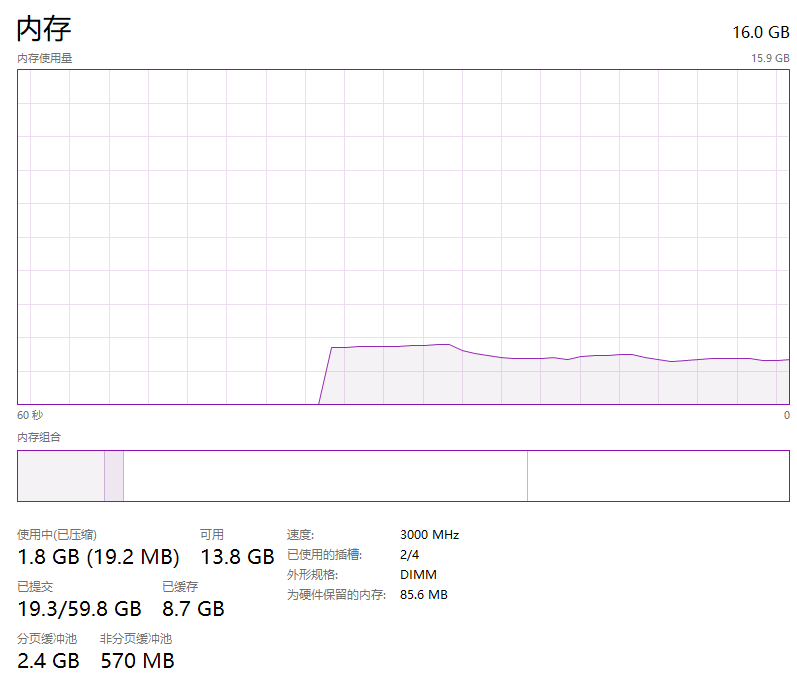 内存
16.0 GB
内存使用量
15.9 GB
60 秒
0
内存组合
使用中(已压缩)
可用
1.8 GB (19.2 MB)
13.8 GB
已提交
已缓存
19.3/59.8 GB
8.7 GB
分页缓冲池
非分页缓冲池
2.4 GB
570 MB
速度:
3000 MHz
已使用的插槽:
2/4
外形规格:
DIMM
为硬件保留的内存:
85.6 MB